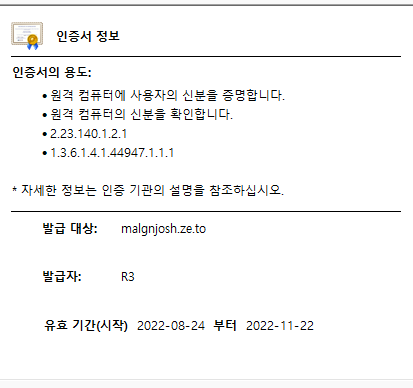 인증서 정보
인증서의 용도:
• 원격 컴퓨터에 사용자의 신분을 증명합니다.
• 원격 컴퓨터의 신분을 확인합니다.
• 2.23.140.1.2.1
• 1.3.6.1.4.1.44947.1.1.1
* 자세한 정보는 인증 기관의 설명을 참조하십시오.
발급 대상: malgnjosh.ze.to
발급자: R3
유효 기간(시작) 2022-08-24 부터 2022-11-22